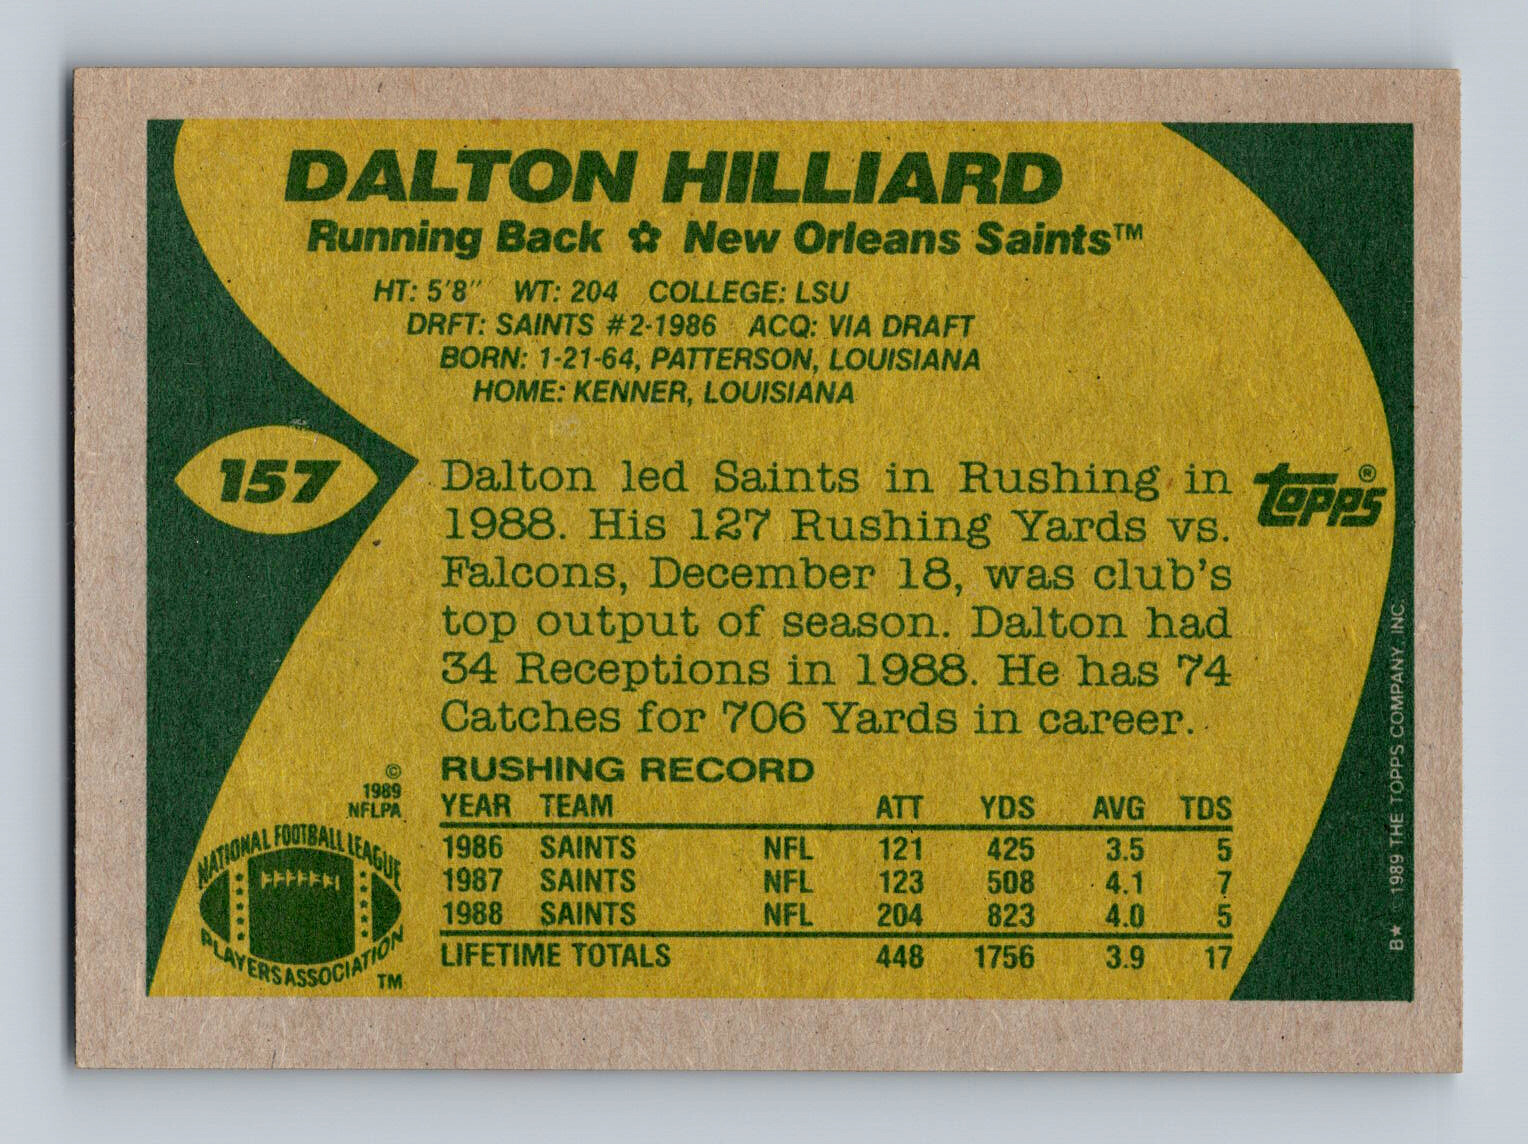 DALTON HILLIARD
Running Back ✿ New Orleans Saints™
HT: 5'8" WT: 204 COLLEGE: LSU
DRFT: SAINTS #2-1986 ACQ: VIA DRAFT
BORN: 1-21-64, PATTERSON, LOUISIANA
HOME: KENNER, LOUISIANA
157
Dalton led Saints in Rushing in
1988. His 127 Rushing Yards vs.
Falcons, December 18, was club's
top output of season. Dalton had
34 Receptions in 1988. He has 74
Catches for 706 Yards in career.
topps®
RUSHING RECORD
YEAR TEAM ATT YDS AVG TDS
1986 SAINTS NFL 121 425 3.5 5
1987 SAINTS NFL 123 508 4.1 7
1988 SAINTS NFL 204 823 4.0 5
LIFETIME TOTALS 448 1756 3.9 17
©
1989
NFLPA
NATIONAL FOOTBALL LEAGUE
PLAYERS ASSOCIATION
TM
B★ © 1989 THE TOPPS COMPANY, INC.